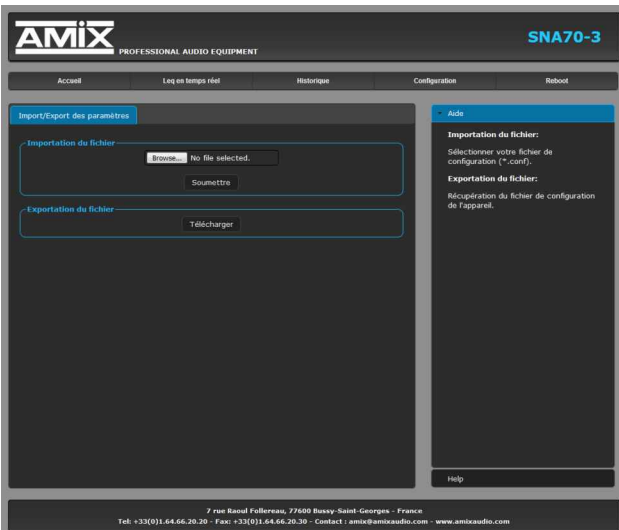 AMIX
PROFESSIONAL AUDIO EQUIPMENT
SNA70-3
Accueil Leq en temps réel Historique Configuration Reboot
Import/Export des paramètres
Importation du fichier
Browse... No file selected.
Soumettre
Exportation du fichier
Télécharger
Aide
Importation du fichier:
Sélectionner votre fichier de
configuration (*.conf).
Exportation du fichier:
Récupération du fichier de configuration
de l'appareil.
Help
7 rue Raoul Follereau, 77600 Bussy-Saint-Georges - France
Tel: +33(0)1.64.66.20.20 - Fax: +33(0)1.64.66.20.30 - Contact : amix@amixaudio.com - www.amixaudio.com